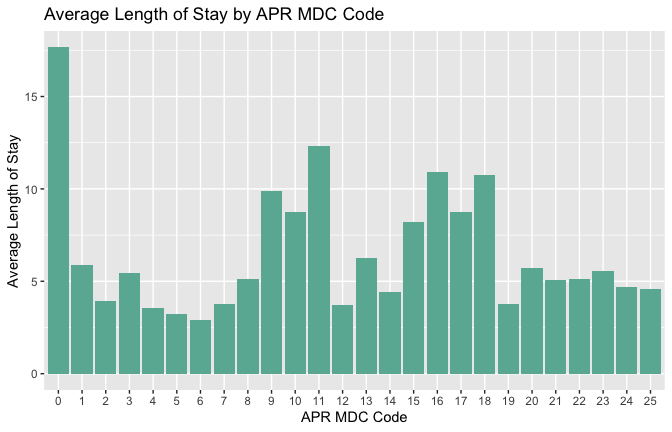 Average Length of Stay by APR MDC Code
Average Length of Stay
15
10
5
0
0 1 2 3 4 5 6 7 8 9 10 11 12 13 14 15 16 17 18 19 20 21 22 23 24 25
APR MDC Code